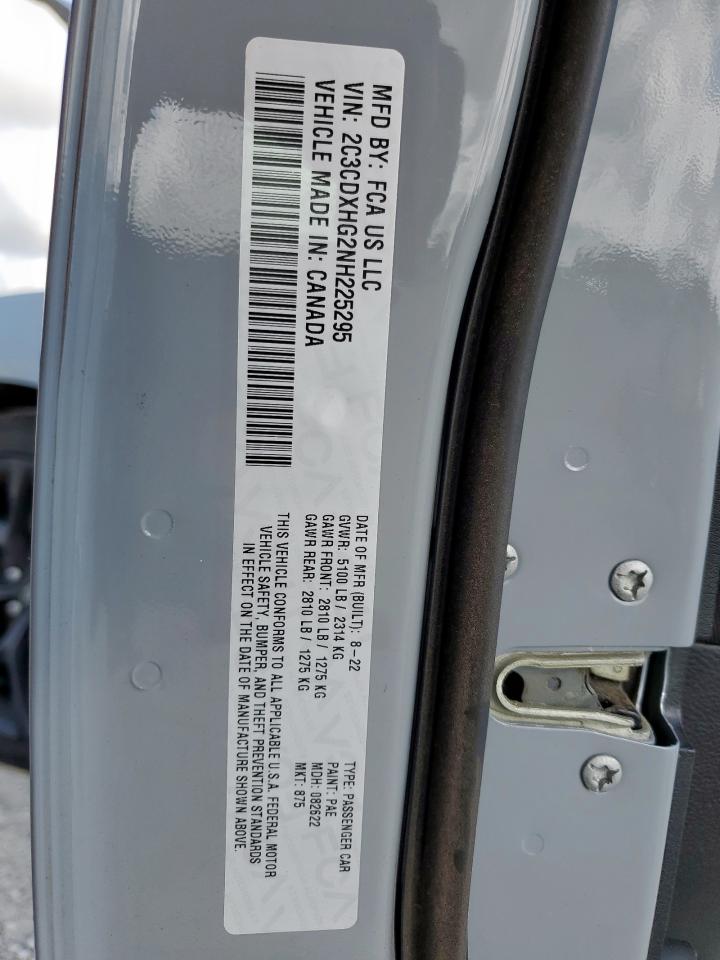 MFD BY: FCA US LLC
VIN: 2C3CDXHG2NH225295
VEHICLE MADE IN: CANADA
DATE OF MFR (BUILT): 8-22
GVWR: 5100 LB / 2314 KG
GAWR FRONT: 2810 LB / 1275 KG
GAWR REAR: 2810 LB / 1275 KG
TYPE: PASSENGER CAR
PAINT: PAE
MDH: 082622
MKT: 875
THIS VEHICLE CONFORMS TO ALL APPLICABLE U.S.A. FEDERAL MOTOR
VEHICLE SAFETY, BUMPER, AND THEFT PREVENTION STANDARDS
IN EFFECT ON THE DATE OF MANUFACTURE SHOWN ABOVE.